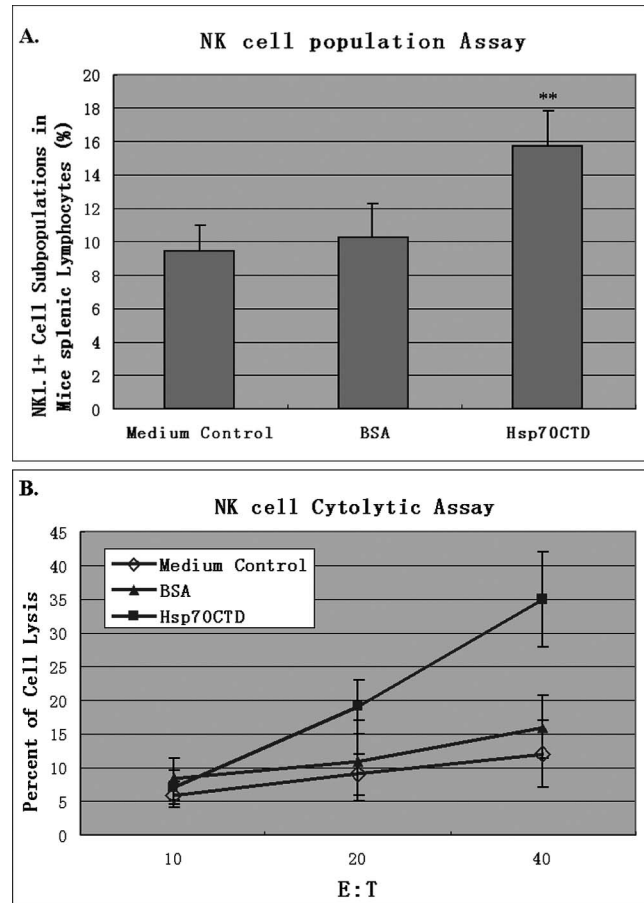 A.
NK cell population Assay
NK1.1+ Cell Subpopulations in
Mice splenic Lymphocytes (%)
20
18
16
14
12
10
8
6
4
2
0
**
Medium Control
BSA
Hsp70CTD
B.
NK cell Cytolytic Assay
Percent of Cell Lysis
45
40
35
30
25
20
15
10
5
0
Medium Control
BSA
Hsp70CTD
10
20
40
E:T